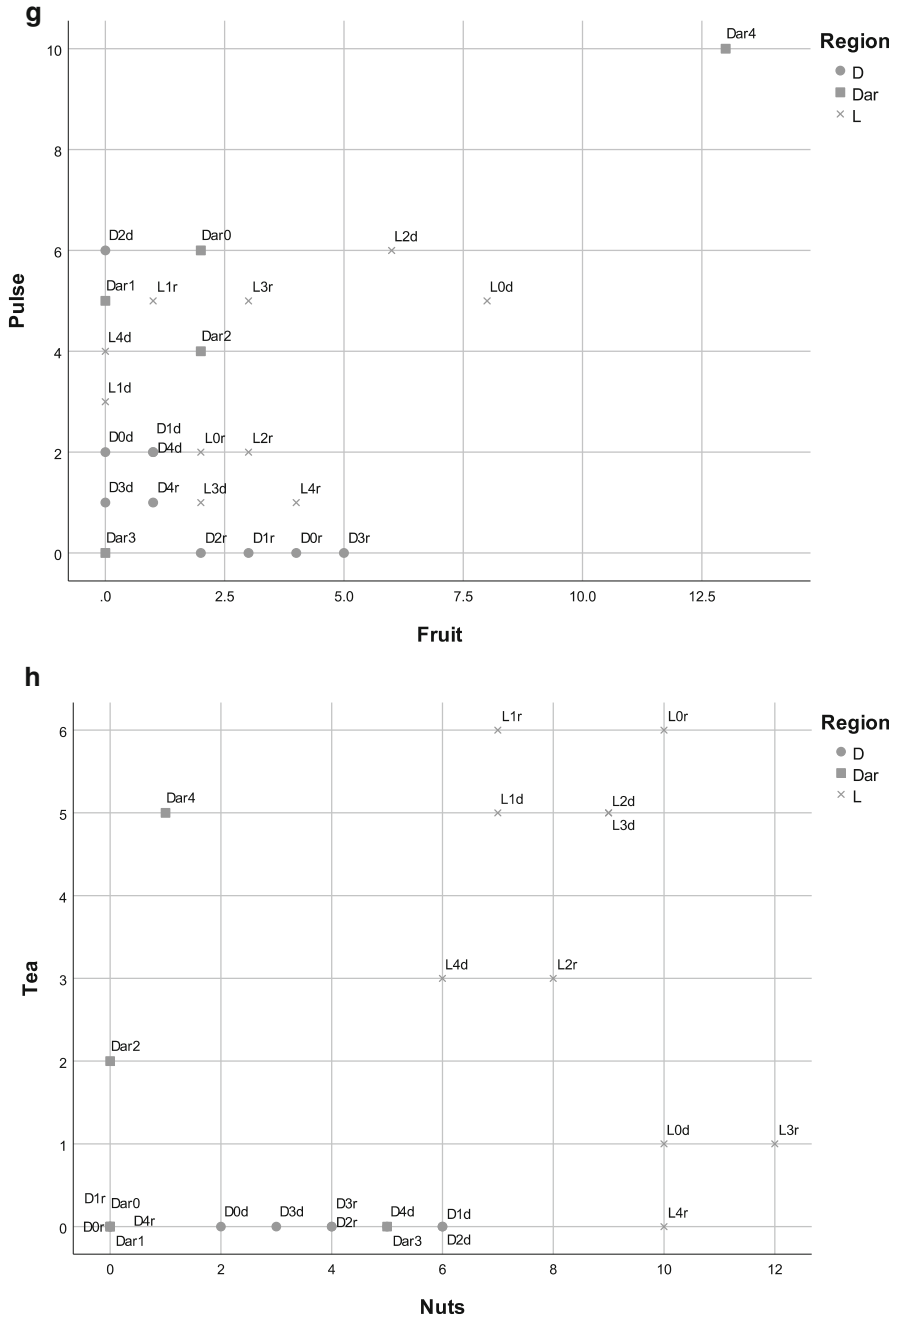 g
Dar4
10
Region
D
Dar
L
8
D2d
Dar0
L2d
6
Dar1
L1r
L3r
L0d
L4d
Dar2
4
L1d
D1d
D0d
D4d
L0r
L2r
2
D3d
D4r
L3d
L4r
1
Dar3
D2r
D1r
D0r
D3r
0
Pulse
.0
2.5
5.0
7.5
10.0
12.5
Fruit
h
L1r
L0r
6
Region
D
Dar
L
Dar4
L1d
L2d
L3d
5
4
L4d
L2r
3
Dar2
2
L0d
L3r
1
D1r
Dar0
D0r
D4r
Dar1
D0d
D3d
D3r
D2r
D4d
Dar3
D1d
D2d
L4r
0
Tea
0
2
4
6
8
10
12
Nuts